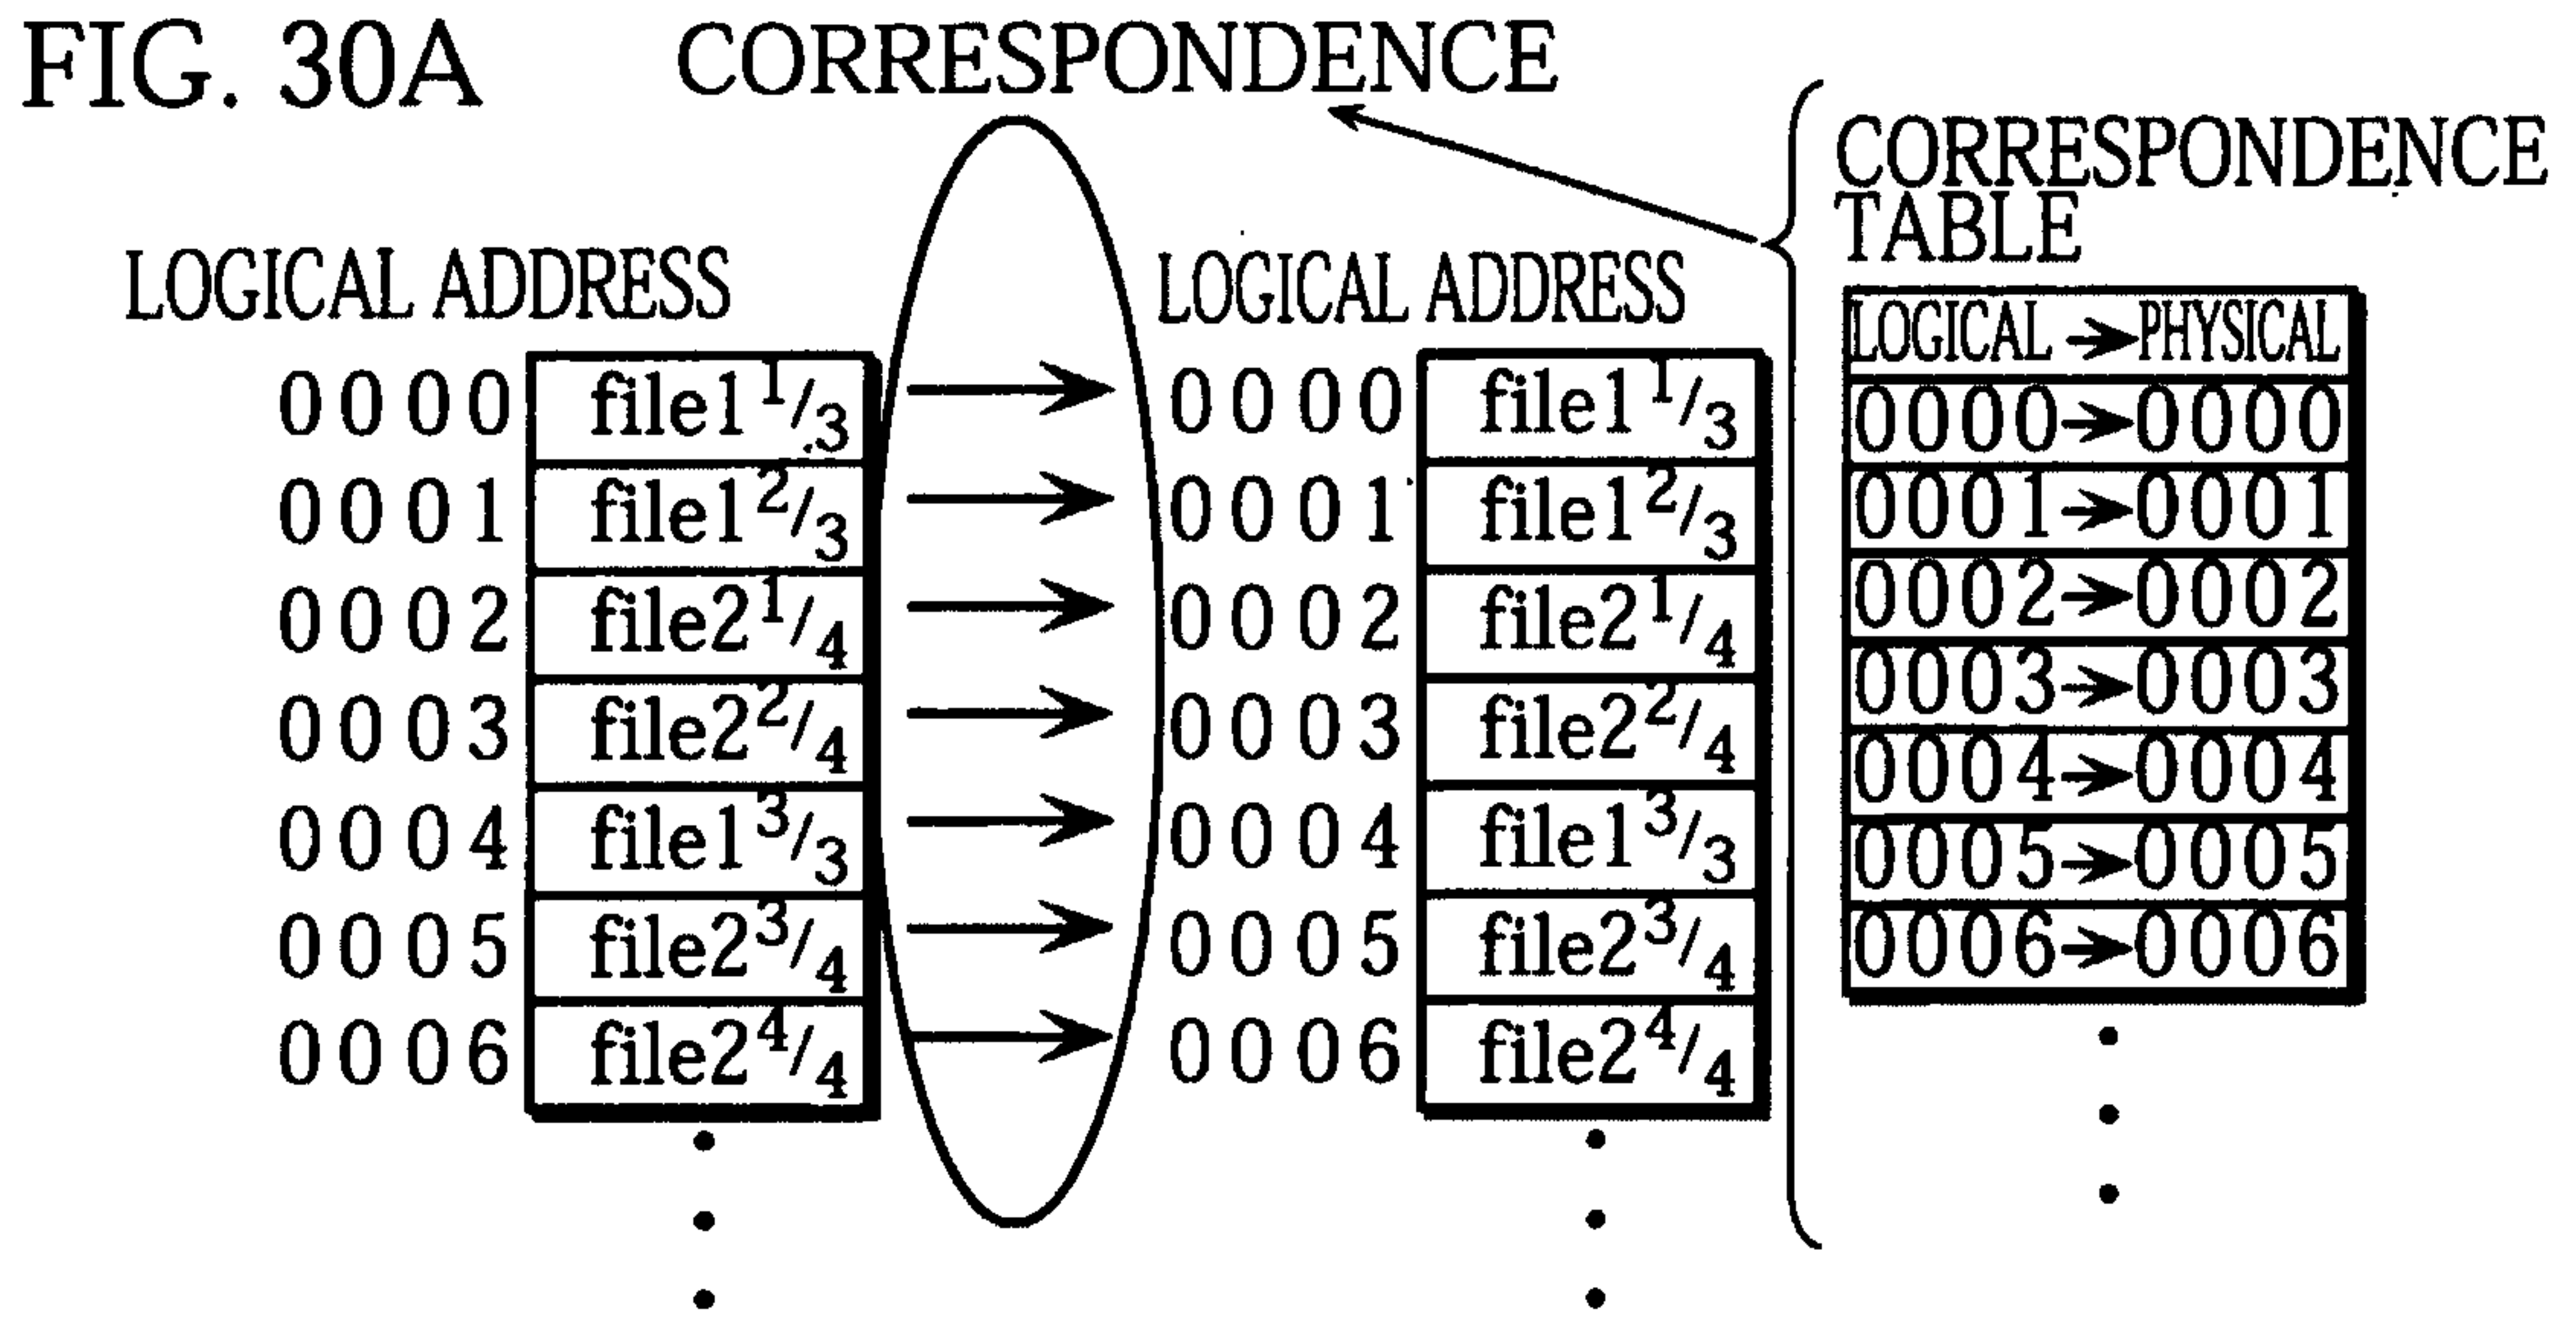 FIG. 30A
CORRESPONDENCE
LOGICAL ADDRESS
0000 file1 1/3
0001 file1 2/3
0002 file2 1/4
0003 file2 2/4
0004 file1 3/3
0005 file2 3/4
0006 file2 4/4
LOGICAL ADDRESS
0000 file1 1/3
0001 file1 2/3
0002 file2 1/4
0003 file2 2/4
0004 file1 3/3
0005 file2 3/4
0006 file2 4/4
CORRESPONDENCE
TABLE
LOGICAL→PHYSICAL
0000→0000
0001→0001
0002→0002
0003→0003
0004→0004
0005→0005
0006→0006